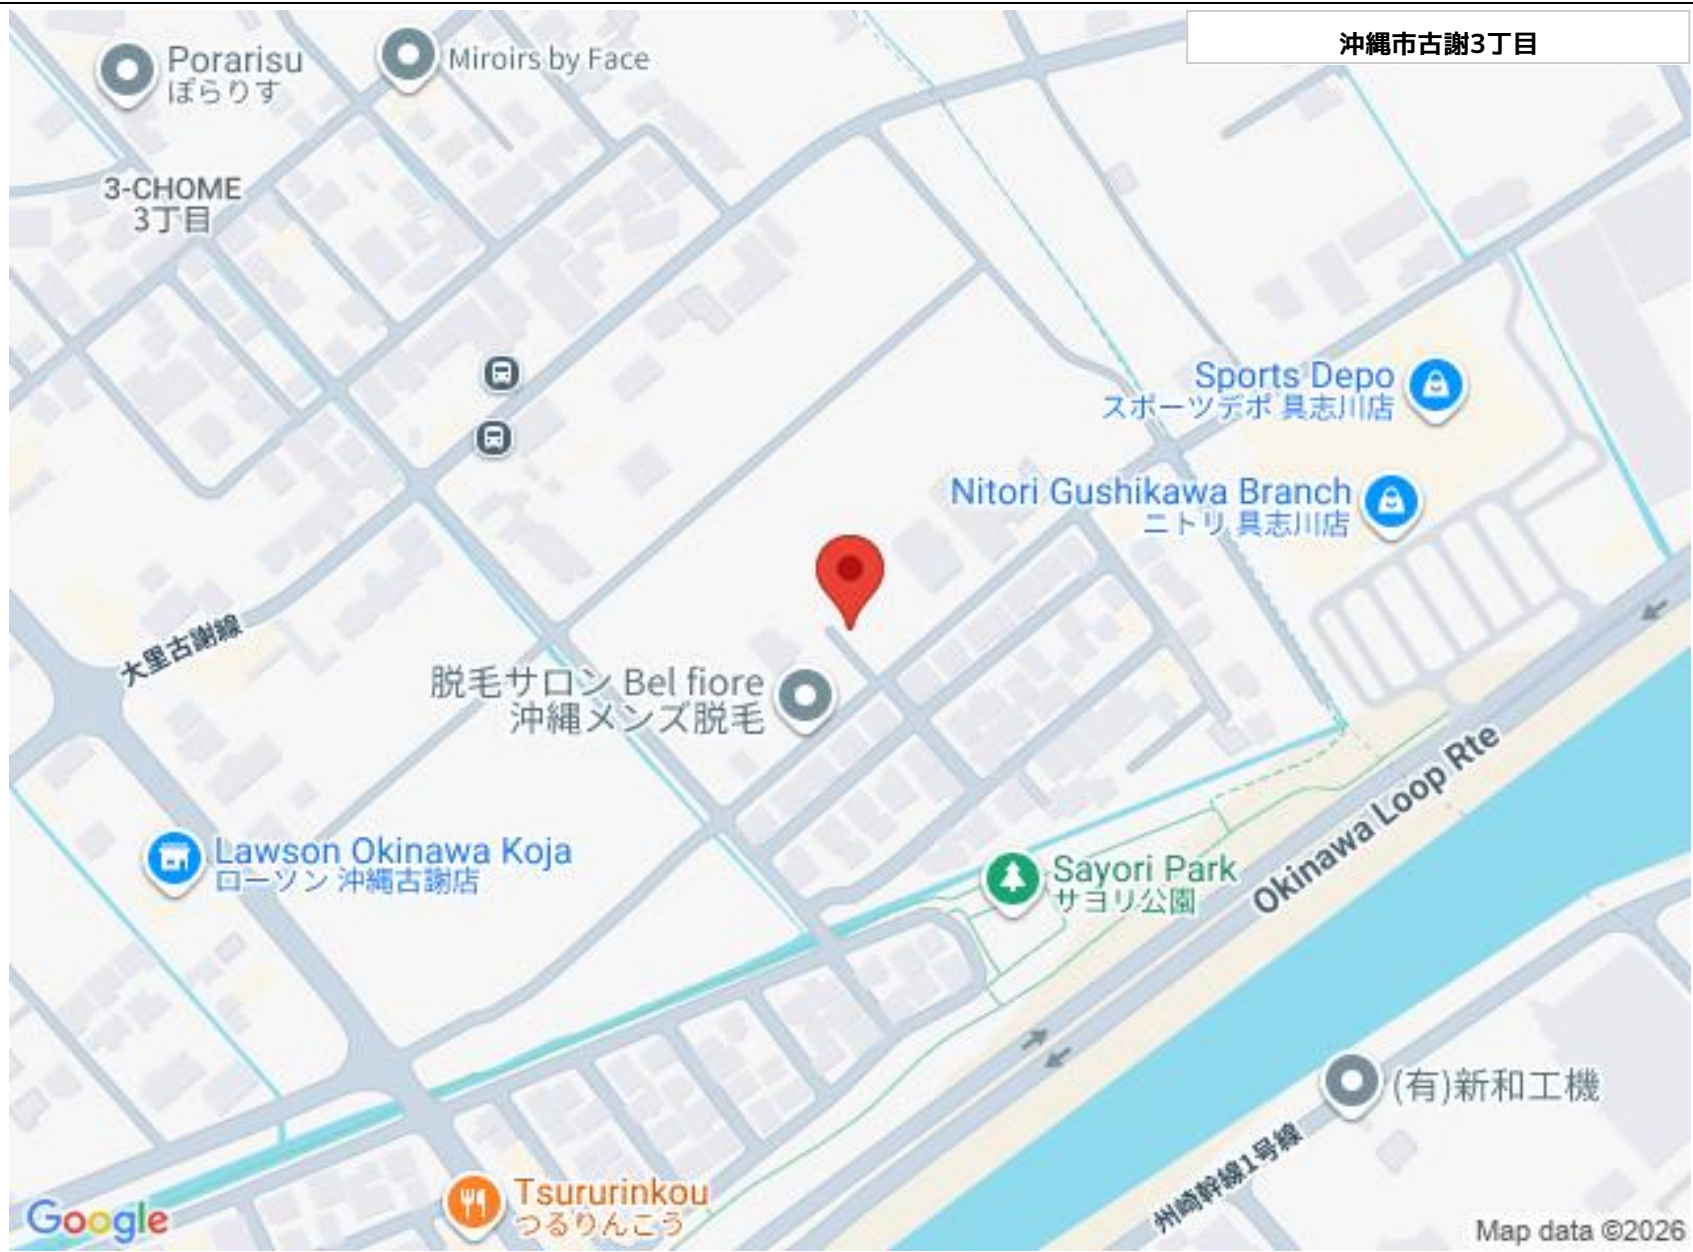 沖縄市古謝3丁目
Porarisu
ぽらりす
Miroirs by Face
3-CHOME
3丁目
Sports Depo
スポーツデポ 具志川店
Nitori Gushikawa Branch
ニトリ 具志川店
大里古謝線
脱毛サロン Bel fiore
沖縄メンズ脱毛
Lawson Okinawa Koja
ローソン 沖縄古謝店
Sayori Park
サヨリ公園
Okinawa Loop Rte
(有)新和工機
州崎幹線1号線
Tsururinkou
つるりんこう
Google
Map data ©2026